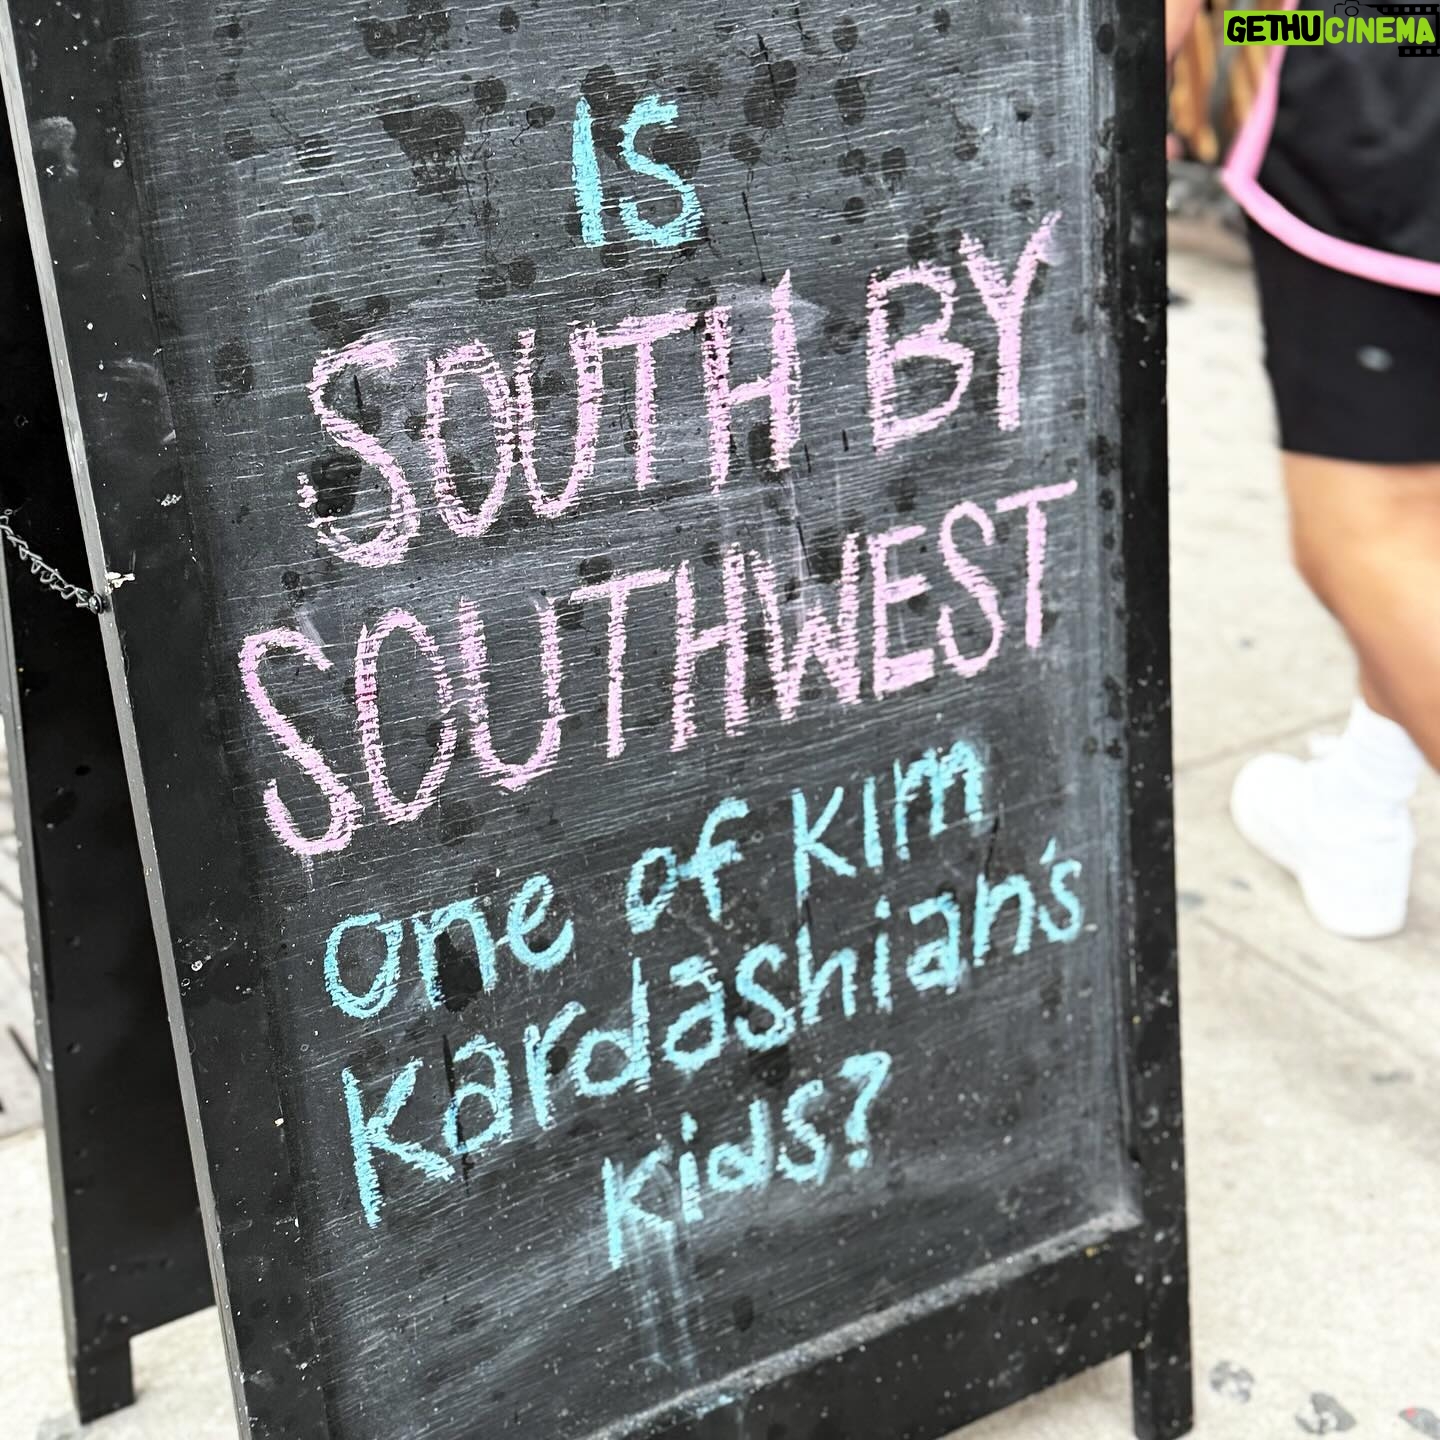 GETHUCINEMA
IS
SOUTH BY
SOUTHWEST
one of Kim
Kardashian's
kids?